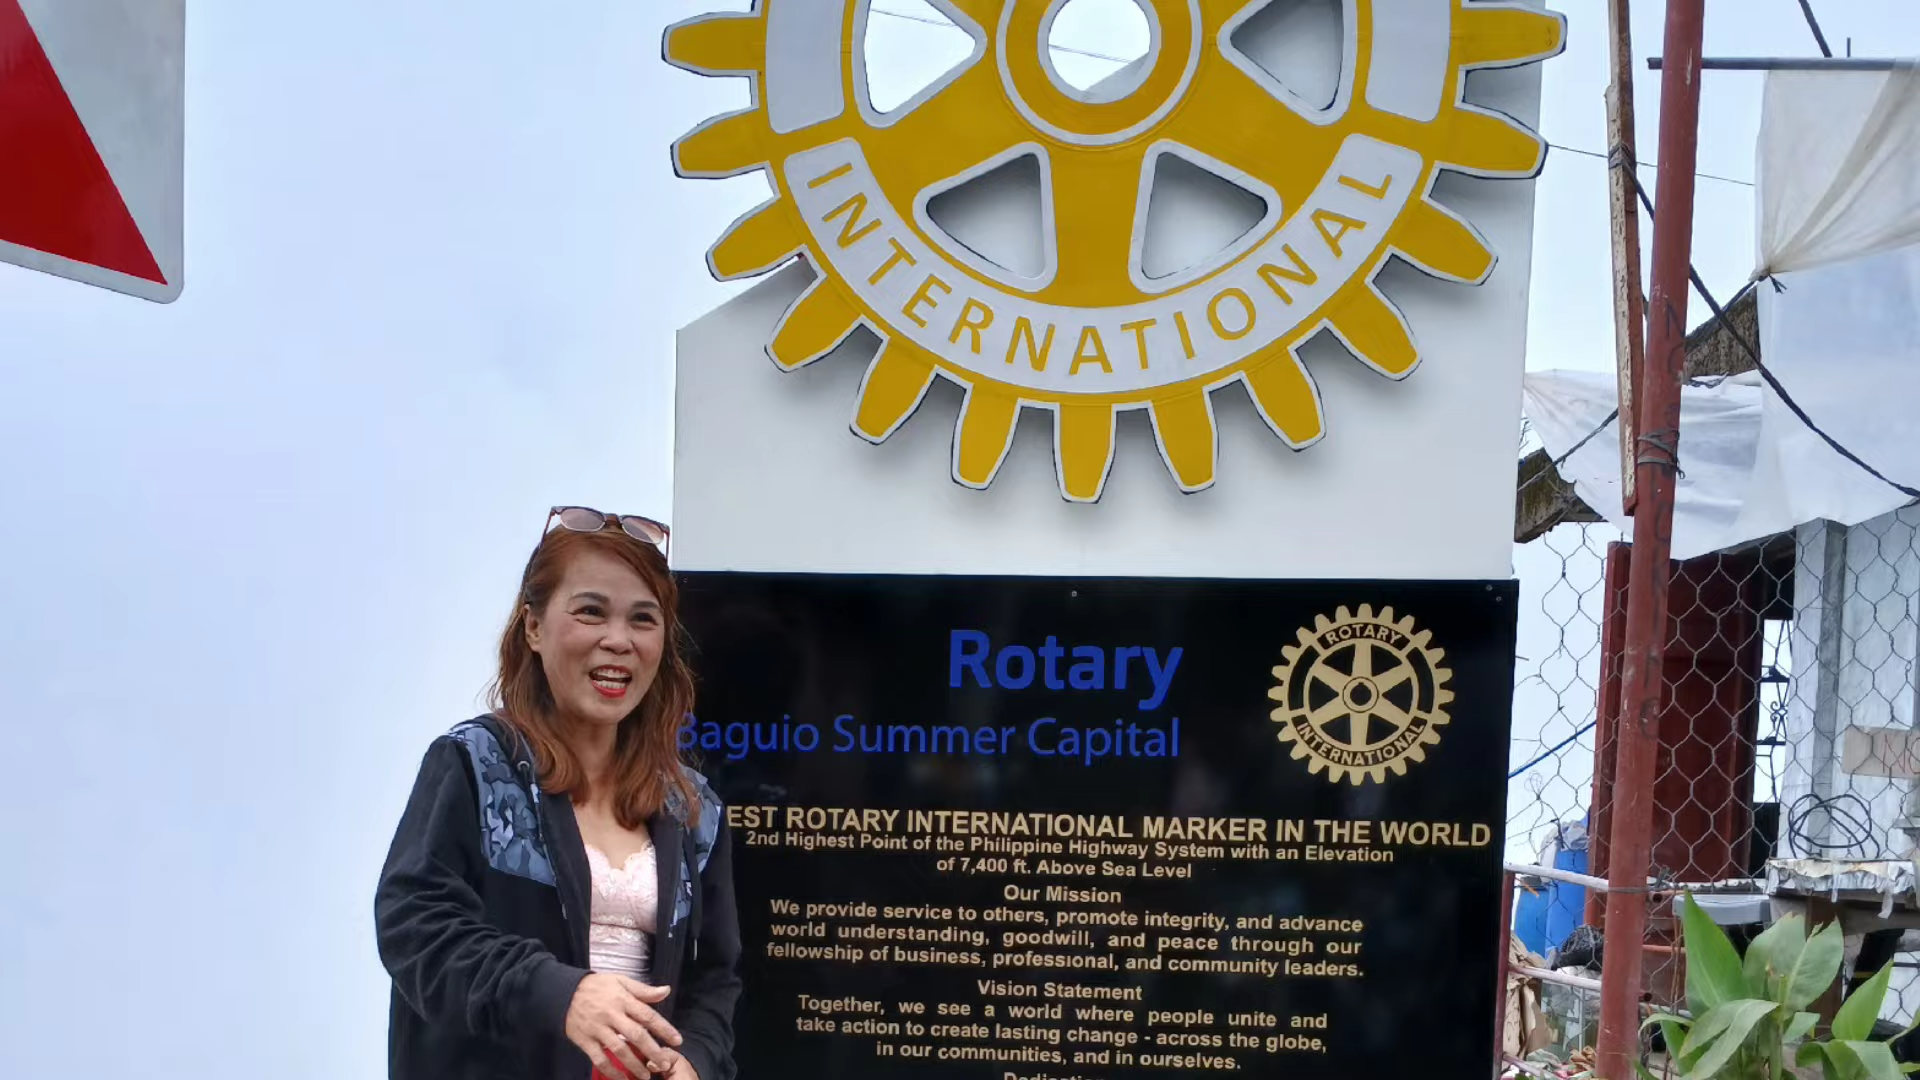 INTERNATIONAL
Rotary
Baguio Summer Capital
ROTARY
INTERNATIONAL
EST ROTARY INTERNATIONAL MARKER IN THE WORLD
2nd Highest Point of the Philippine Highway System with an Elevation
of 7,400 ft. Above Sea Level
Our Mission
We provide service to others, promote integrity, and advance
world understanding, goodwill, and peace through our
fellowship of business, professional, and community leaders.
Vision Statement
Together, we see a world where people unite and
take action to create lasting change - across the globe,
in our communities, and in ourselves.